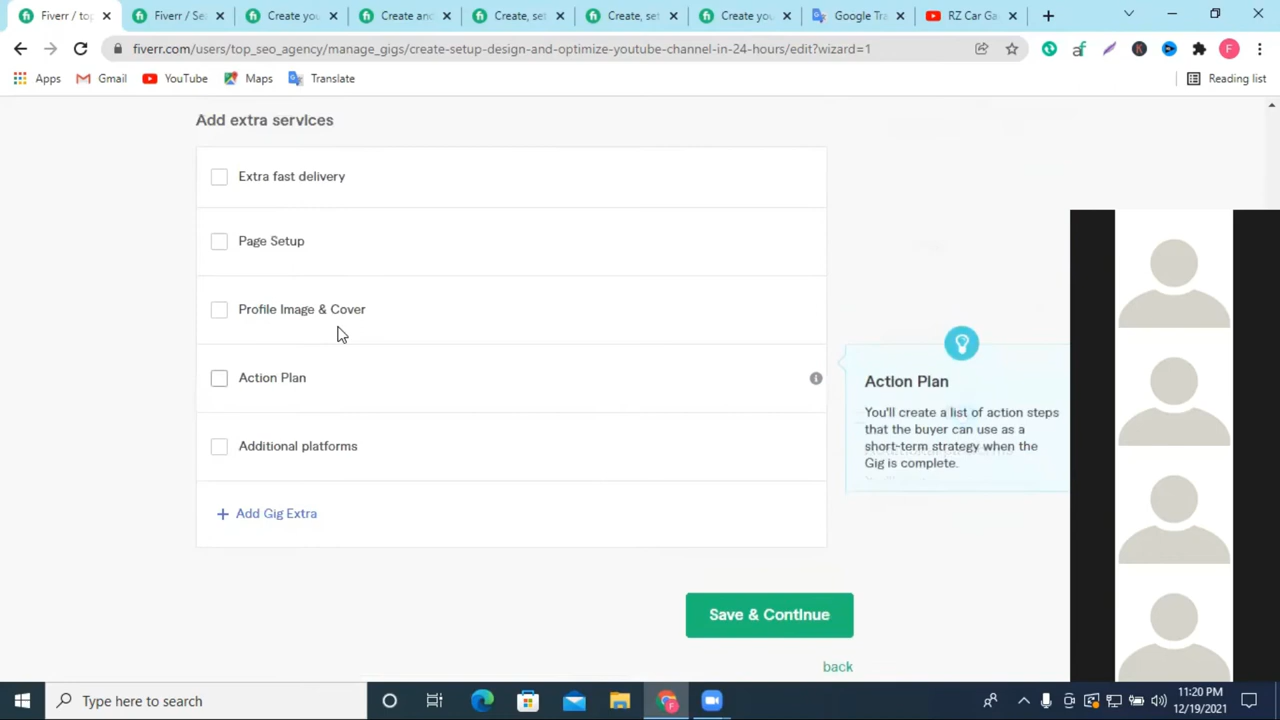 Fiverr / top
Fiverr / Se
Create you
Create and
Create, set
Create, set
Create you
Google Tra
RZ Car Ga
fiverr.com/users/top_seo_agency/manage_gigs/create-setup-design-and-optimize-youtube-channel-in-24-hours/edit?wizard=1
Apps
Gmail
YouTube
Maps
Translate
Reading list
Add extra services
Extra fast delivery
Page Setup
Profile Image & Cover
Action Plan
Additional platforms
+ Add Gig Extra
Action Plan
You'll create a list of action steps
that the buyer can use as a
short-term strategy when the
Gig is complete.
Save & Continue
back
Type here to search
11:20 PM
12/19/2021